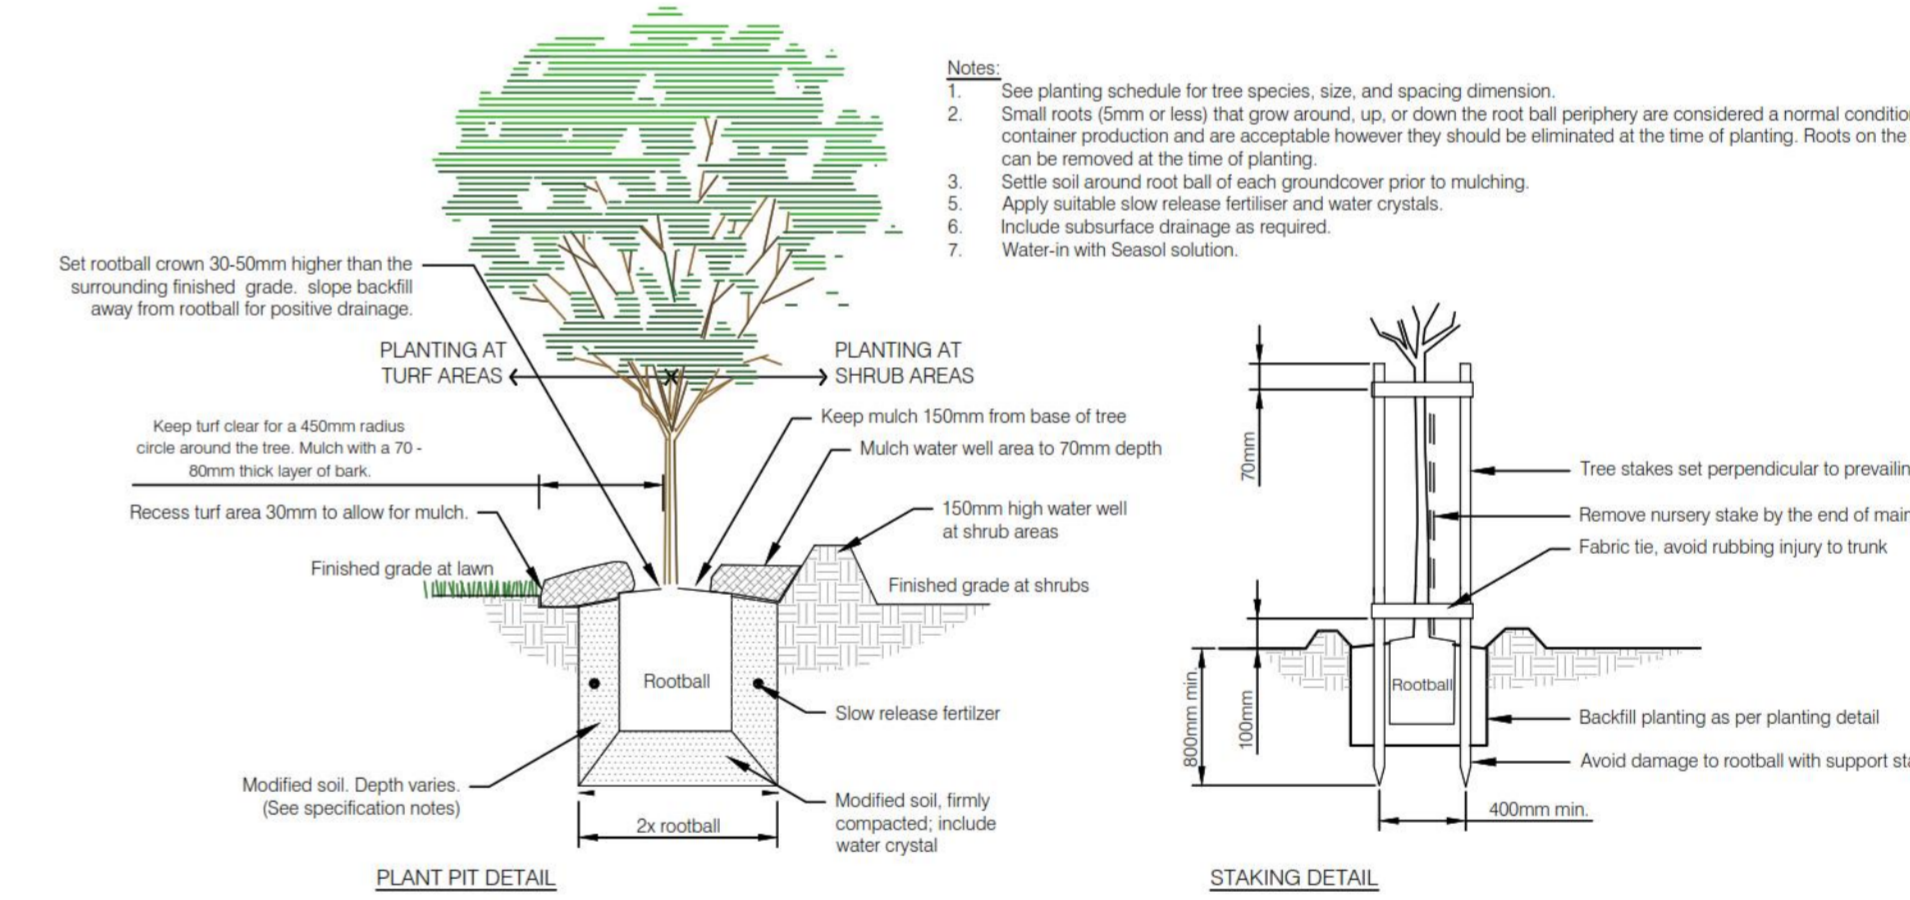 Notes:
1. See planting schedule for tree species, size, and spacing dimension.
2. Small roots (5mm or less) that grow around, up, or down the root ball periphery are considered a normal conditio
container production and are acceptable however they should be eliminated at the time of planting. Roots on the
can be removed at the time of planting.
3. Settle soil around root ball of each groundcover prior to mulching.
5. Apply suitable slow release fertiliser and water crystals.
6. Include subsurface drainage as required.
7. Water-in with Seasol solution.
Set rootball crown 30-50mm higher than the
surrounding finished grade. slope backfill
away from rootball for positive drainage.
PLANTING AT
TURF AREAS
PLANTING AT
SHRUB AREAS
Keep turf clear for a 450mm radius
circle around the tree. Mulch with a 70 -
80mm thick layer of bark.
Recess turf area 30mm to allow for mulch.
Finished grade at lawn
Keep mulch 150mm from base of tree
Mulch water well area to 70mm depth
150mm high water well
at shrub areas
Finished grade at shrubs
Rootball
Slow release fertilzer
Modified soil. Depth varies.
(See specification notes)
Modified soil, firmly
compacted; include
water crystal
2x rootball
PLANT PIT DETAIL
70mm
Tree stakes set perpendicular to prevailin
Remove nursery stake by the end of main
Fabric tie, avoid rubbing injury to trunk
800mm min.
100mm
Rootball
Backfill planting as per planting detail
Avoid damage to rootball with support sta
400mm min.
STAKING DETAIL